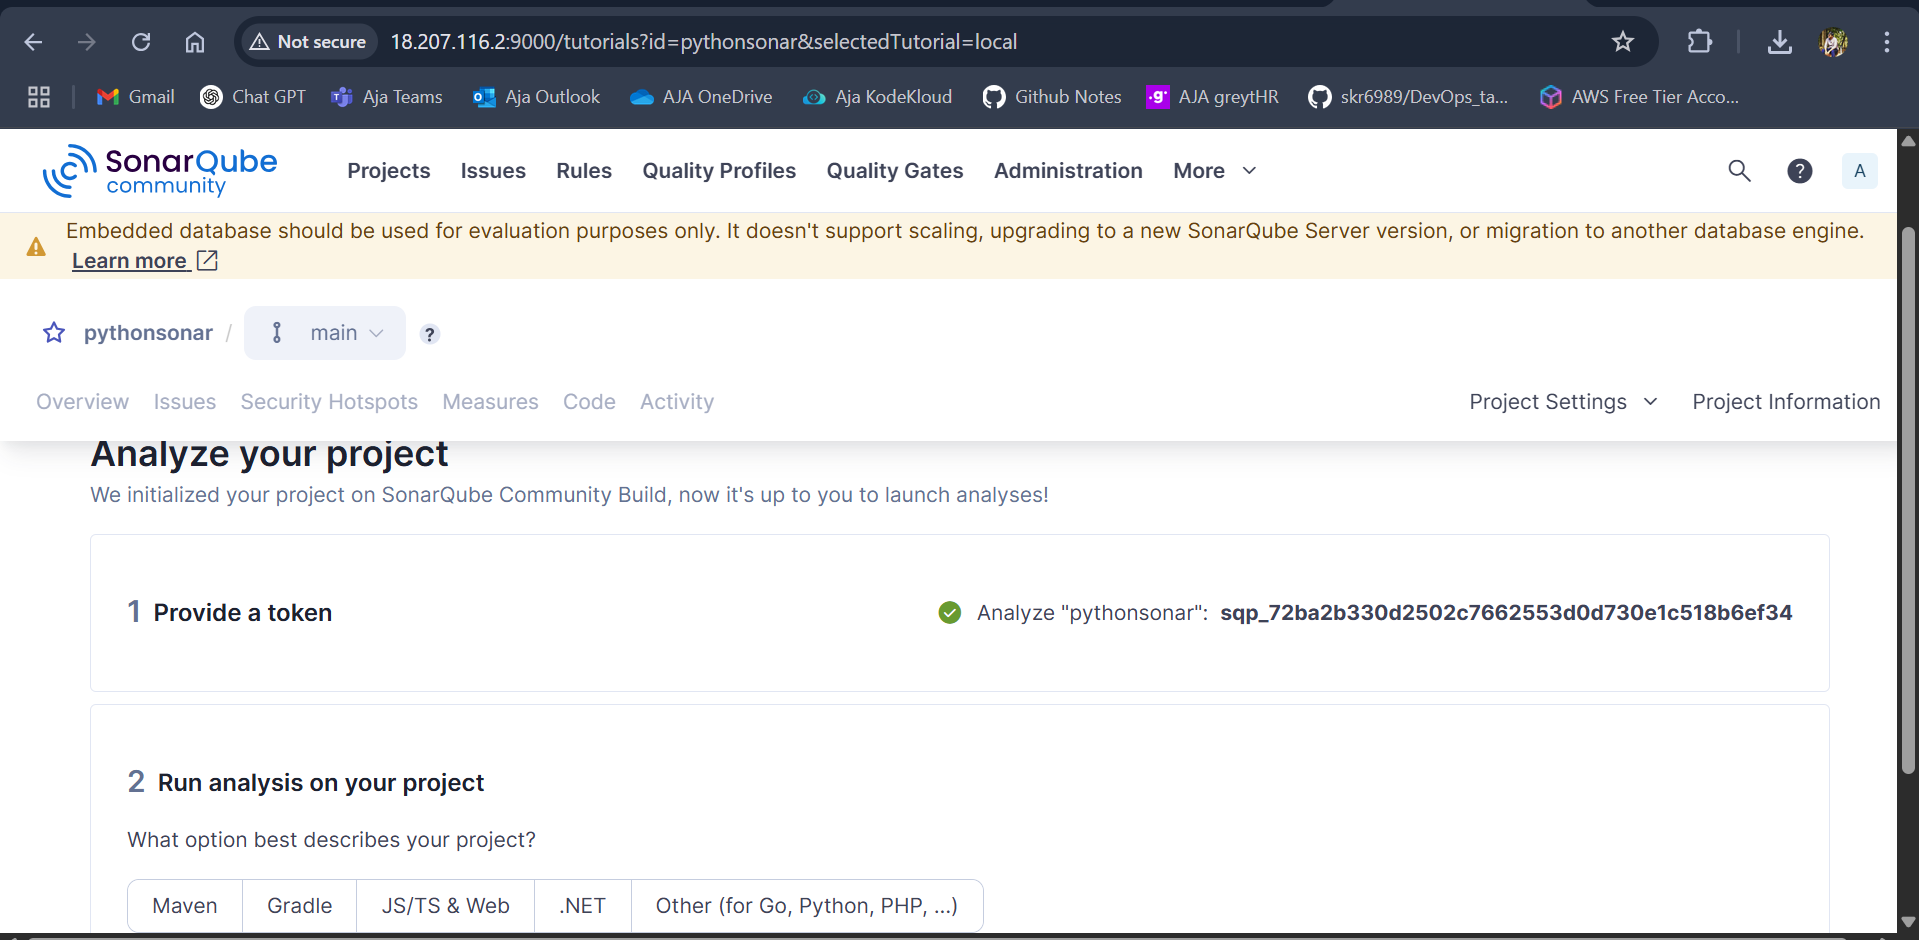 Not secure 18.207.116.2:9000/tutorials?id=pythonsonar&selectedTutorial=local
Gmail Chat GPT Aja Teams Aja Outlook AJA OneDrive Aja KodeKloud Github Notes .g' AJA greytHR skr6989/DevOps_ta... AWS Free Tier Acco...
SonarQube community Projects Issues Rules Quality Profiles Quality Gates Administration More ? A
Embedded database should be used for evaluation purposes only. It doesn't support scaling, upgrading to a new SonarQube Server version, or migration to another database engine.
Learn more
pythonsonar / main ?
Overview Issues Security Hotspots Measures Code Activity Project Settings Project Information
Analyze your project
We initialized your project on SonarQube Community Build, now it's up to you to launch analyses!
1 Provide a token Analyze "pythonsonar": sqp_72ba2b330d2502c7662553d0d730e1c518b6ef34
2 Run analysis on your project
What option best describes your project?
Maven Gradle JS/TS & Web .NET Other (for Go, Python, PHP, ...)